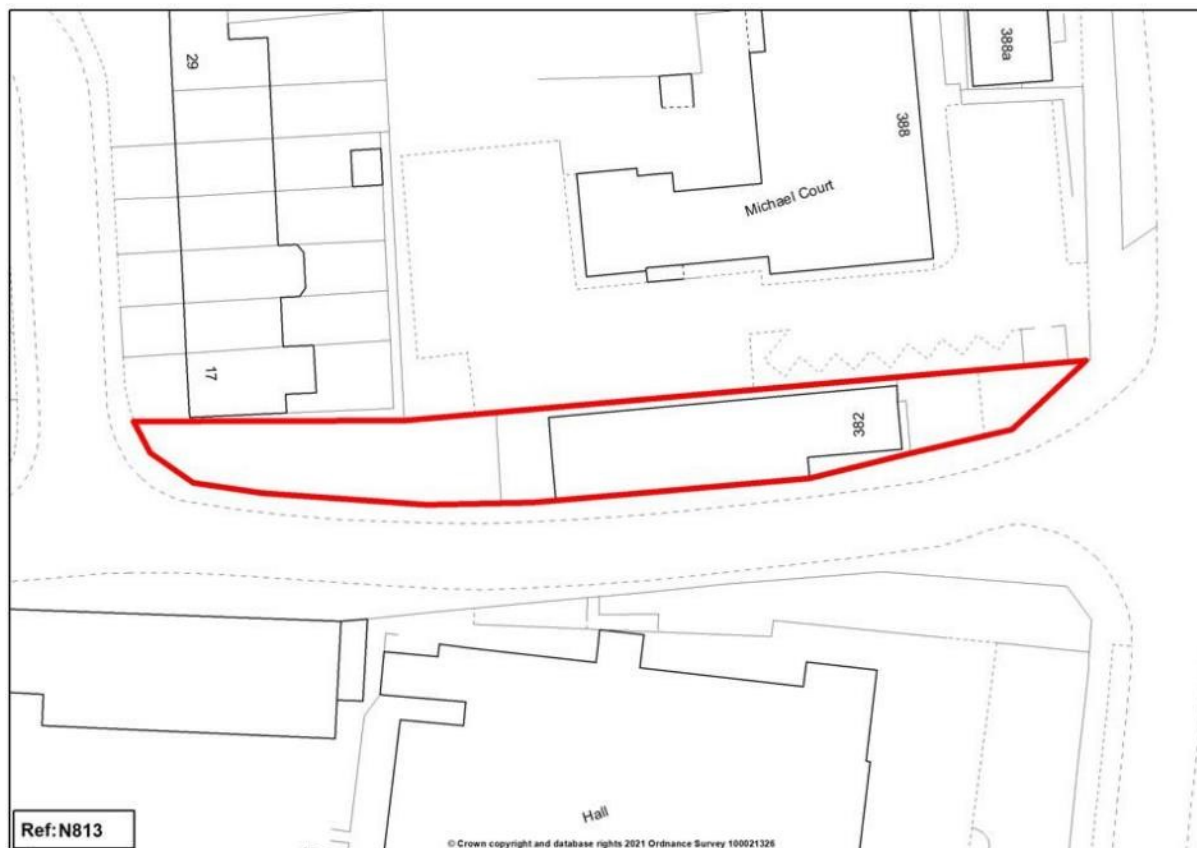 29
388a
388
Michael Court
17
382
Hall
Ref:N813
© Crown copyright and database rights 2021 Ordnance Survey 100021326